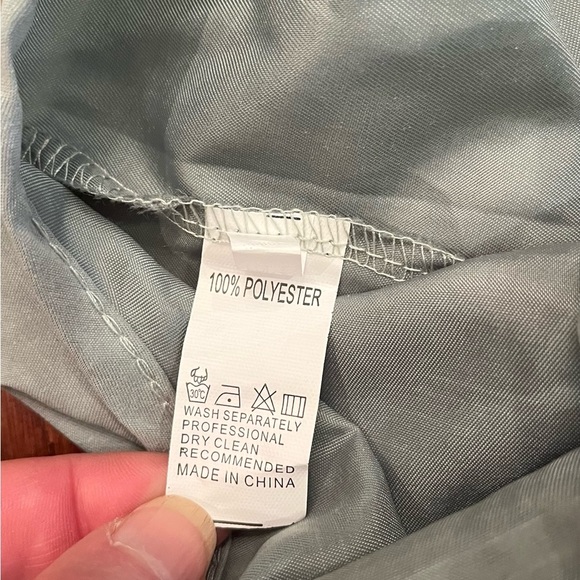 100% POLYESTER
30℃
WASH SEPARATELY
PROFESSIONAL
DRY CLEAN
RECOMMENDED
MADE IN CHINA